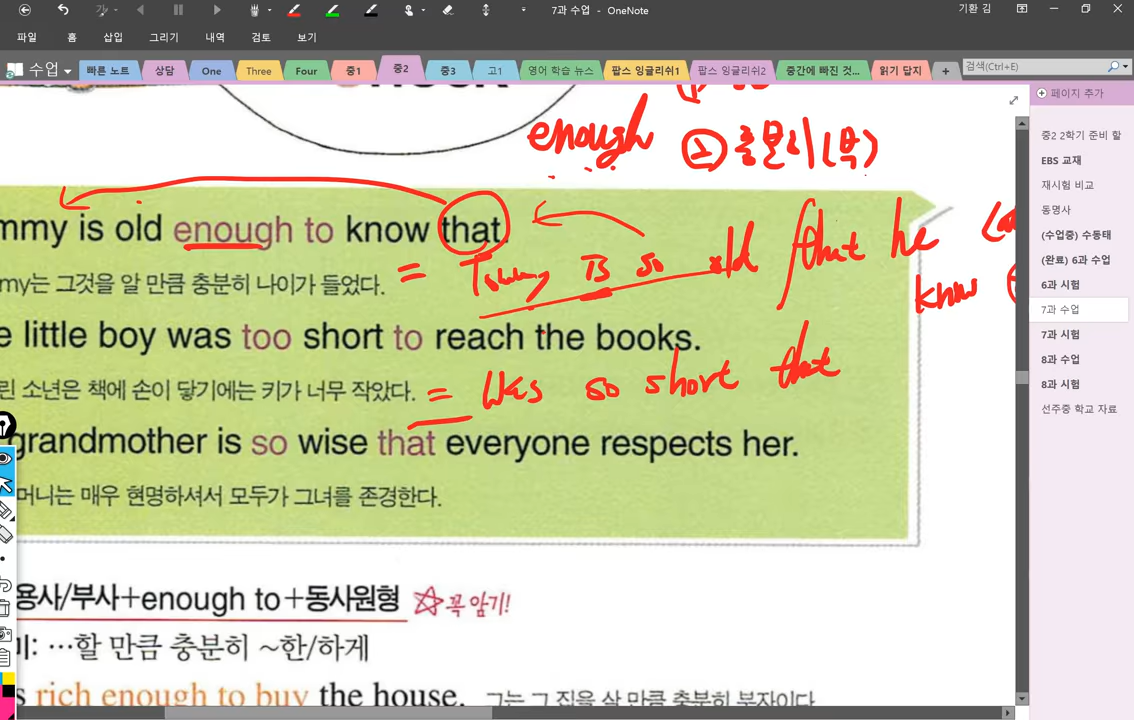 7과 수업 - OneNote
기환 김
파일 홈 삽입 그리기 내역 검토 보기
수업 빠른 노트 상담 One Three Four 중1 중2 중3 고1 영어 학습 뉴스 팝스 잉글리쉬1 팝스 잉글리쉬2 중간에 빠진 것... 읽기 답지 + 검색(Ctrl+E)
페이지 추가
중2 2학기 준비 할
EBS 교재
재시험 비교
동명사
(수업중) 수동태
(완료) 6과 수업
6과 시험
7과 수업
7과 시험
8과 수업
8과 시험
선주중 학교 자료
enough ② 충분히(부)
mmy is old enough to know that.
my는 그것을 알 만큼 충분히 나이가 들었다.
= Tommy is so old that he
know
e little boy was too short to reach the books.
린 소년은 책에 손이 닿기에는 키가 너무 작았다.
= was so short that
grandmother is so wise that everyone respects her.
머니는 매우 현명하셔서 모두가 그녀를 존경한다.
용사/부사+enough to+동사원형 꼭 암기!
미: …할 만큼 충분히 ~한/하게
s rich enough to buy the house. 그는 그 집을 살 만큼 충분히 부자이다.